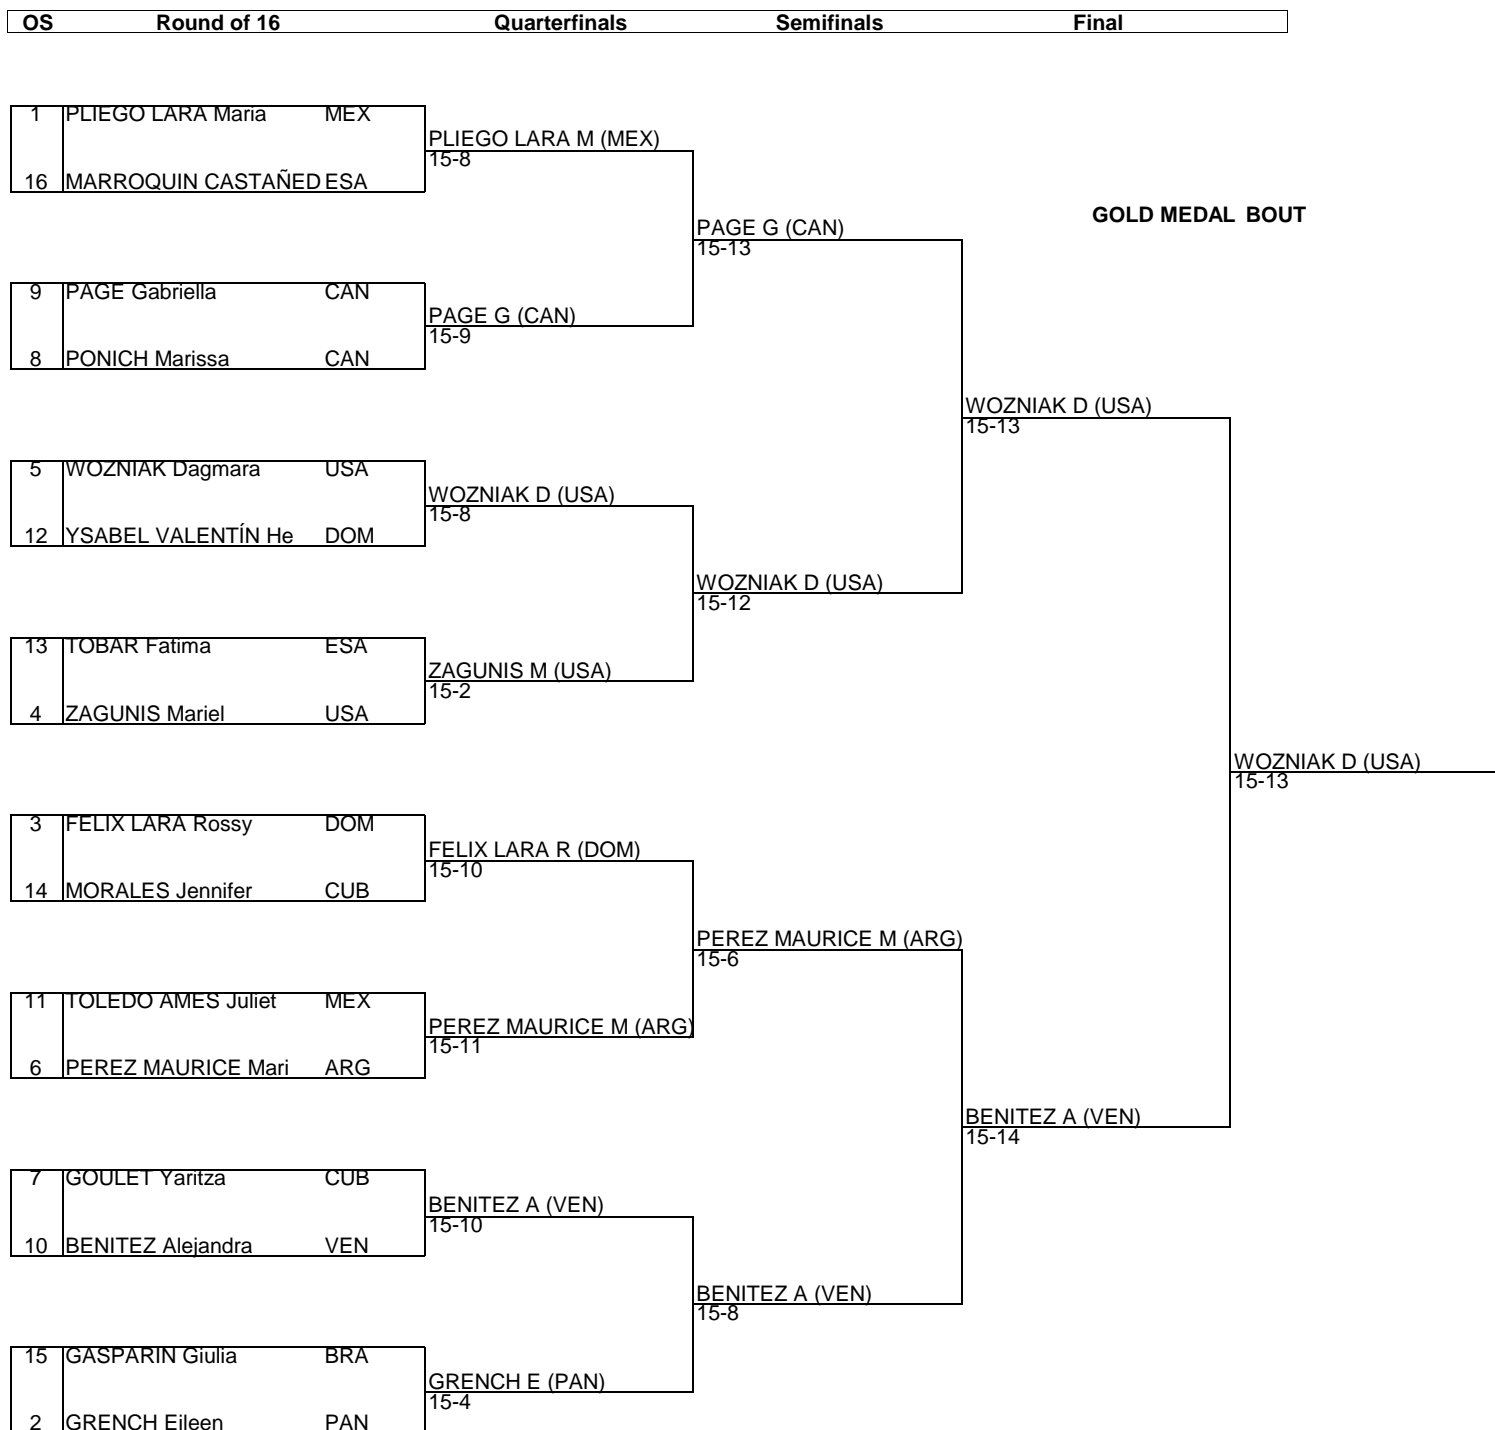 OS Round of 16 Quarterfinals Semifinals Final
1 PLIEGO LARA Maria MEX
PLIEGO LARA M (MEX)
15-8
16 MARROQUIN CASTAÑED ESA
GOLD MEDAL BOUT
PAGE G (CAN)
15-13
9 PAGE Gabriella CAN
PAGE G (CAN)
15-9
8 PONICH Marissa CAN
WOZNIAK D (USA)
15-13
5 WOZNIAK Dagmara USA
WOZNIAK D (USA)
15-8
12 YSABEL VALENTÍN He DOM
WOZNIAK D (USA)
15-12
13 TOBAR Fatima ESA
ZAGUNIS M (USA)
15-2
4 ZAGUNIS Mariel USA
WOZNIAK D (USA)
15-13
3 FELIX LARA Rossy DOM
FELIX LARA R (DOM)
15-10
14 MORALES Jennifer CUB
PEREZ MAURICE M (ARG)
15-6
11 TOLEDO AMES Juliet MEX
PEREZ MAURICE M (ARG)
15-11
6 PEREZ MAURICE Mari ARG
BENITEZ A (VEN)
15-14
7 GOULET Yaritza CUB
BENITEZ A (VEN)
15-10
10 BENITEZ Alejandra VEN
BENITEZ A (VEN)
15-8
15 GASPARIN Giulia BRA
GRENCH E (PAN)
15-4
2 GRENCH Eileen PAN